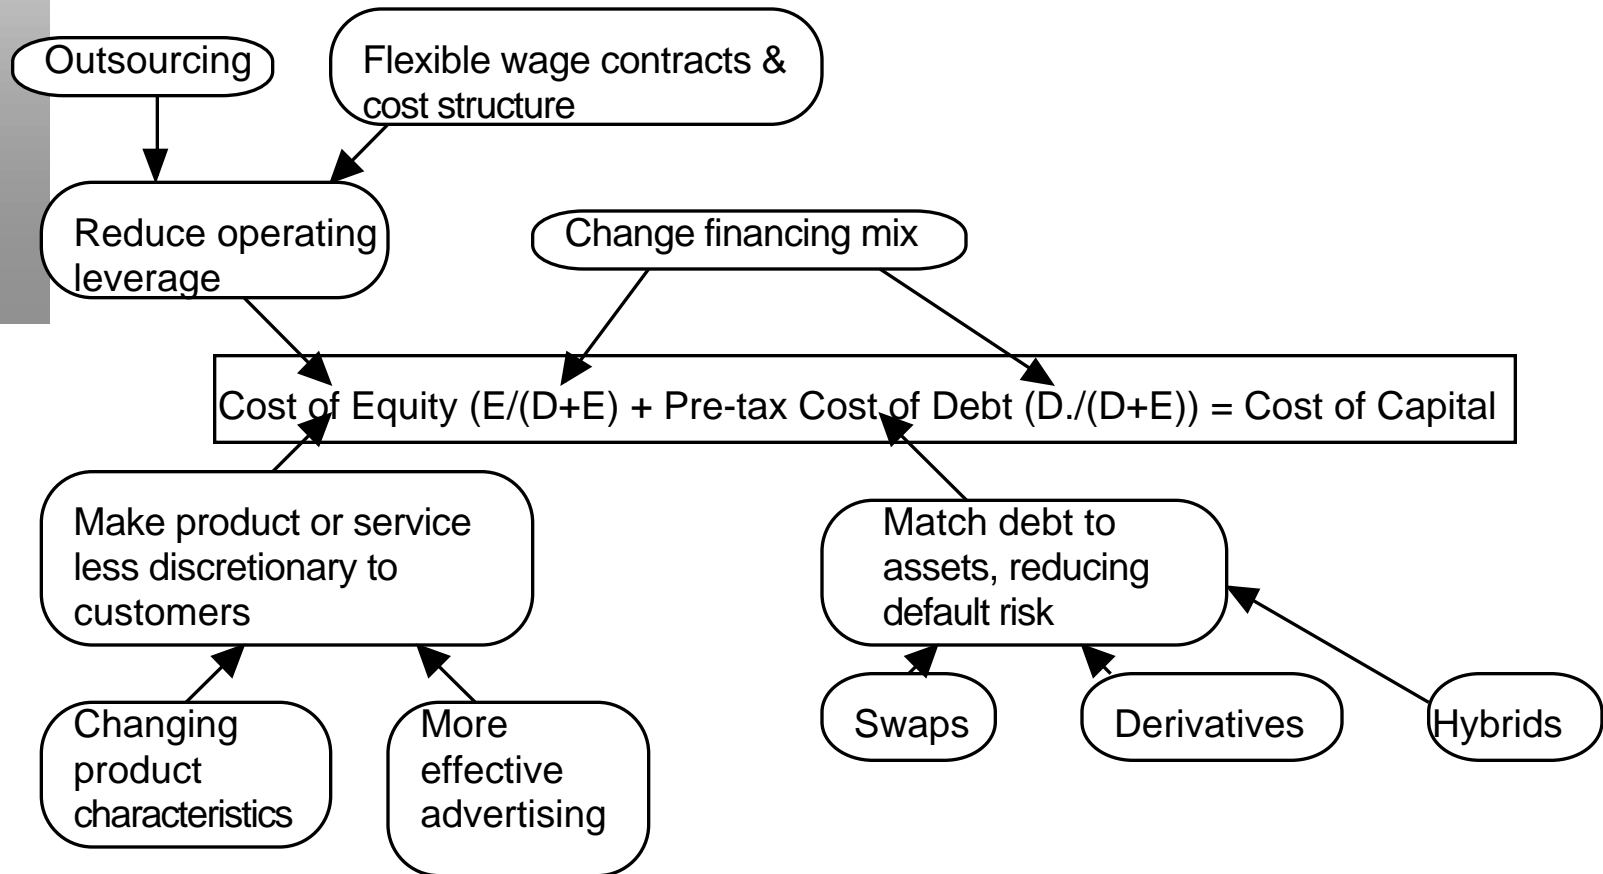 Outsourcing
Flexible wage contracts &
cost structure
Reduce operating
leverage
Change financing mix
Cost of Equity (E/(D+E) + Pre-tax Cost of Debt (D./(D+E)) = Cost of Capital
Make product or service
less discretionary to
customers
Match debt to
assets, reducing
default risk
Changing
product
characteristics
More
effective
advertising
Swaps
Derivatives
Hybrids